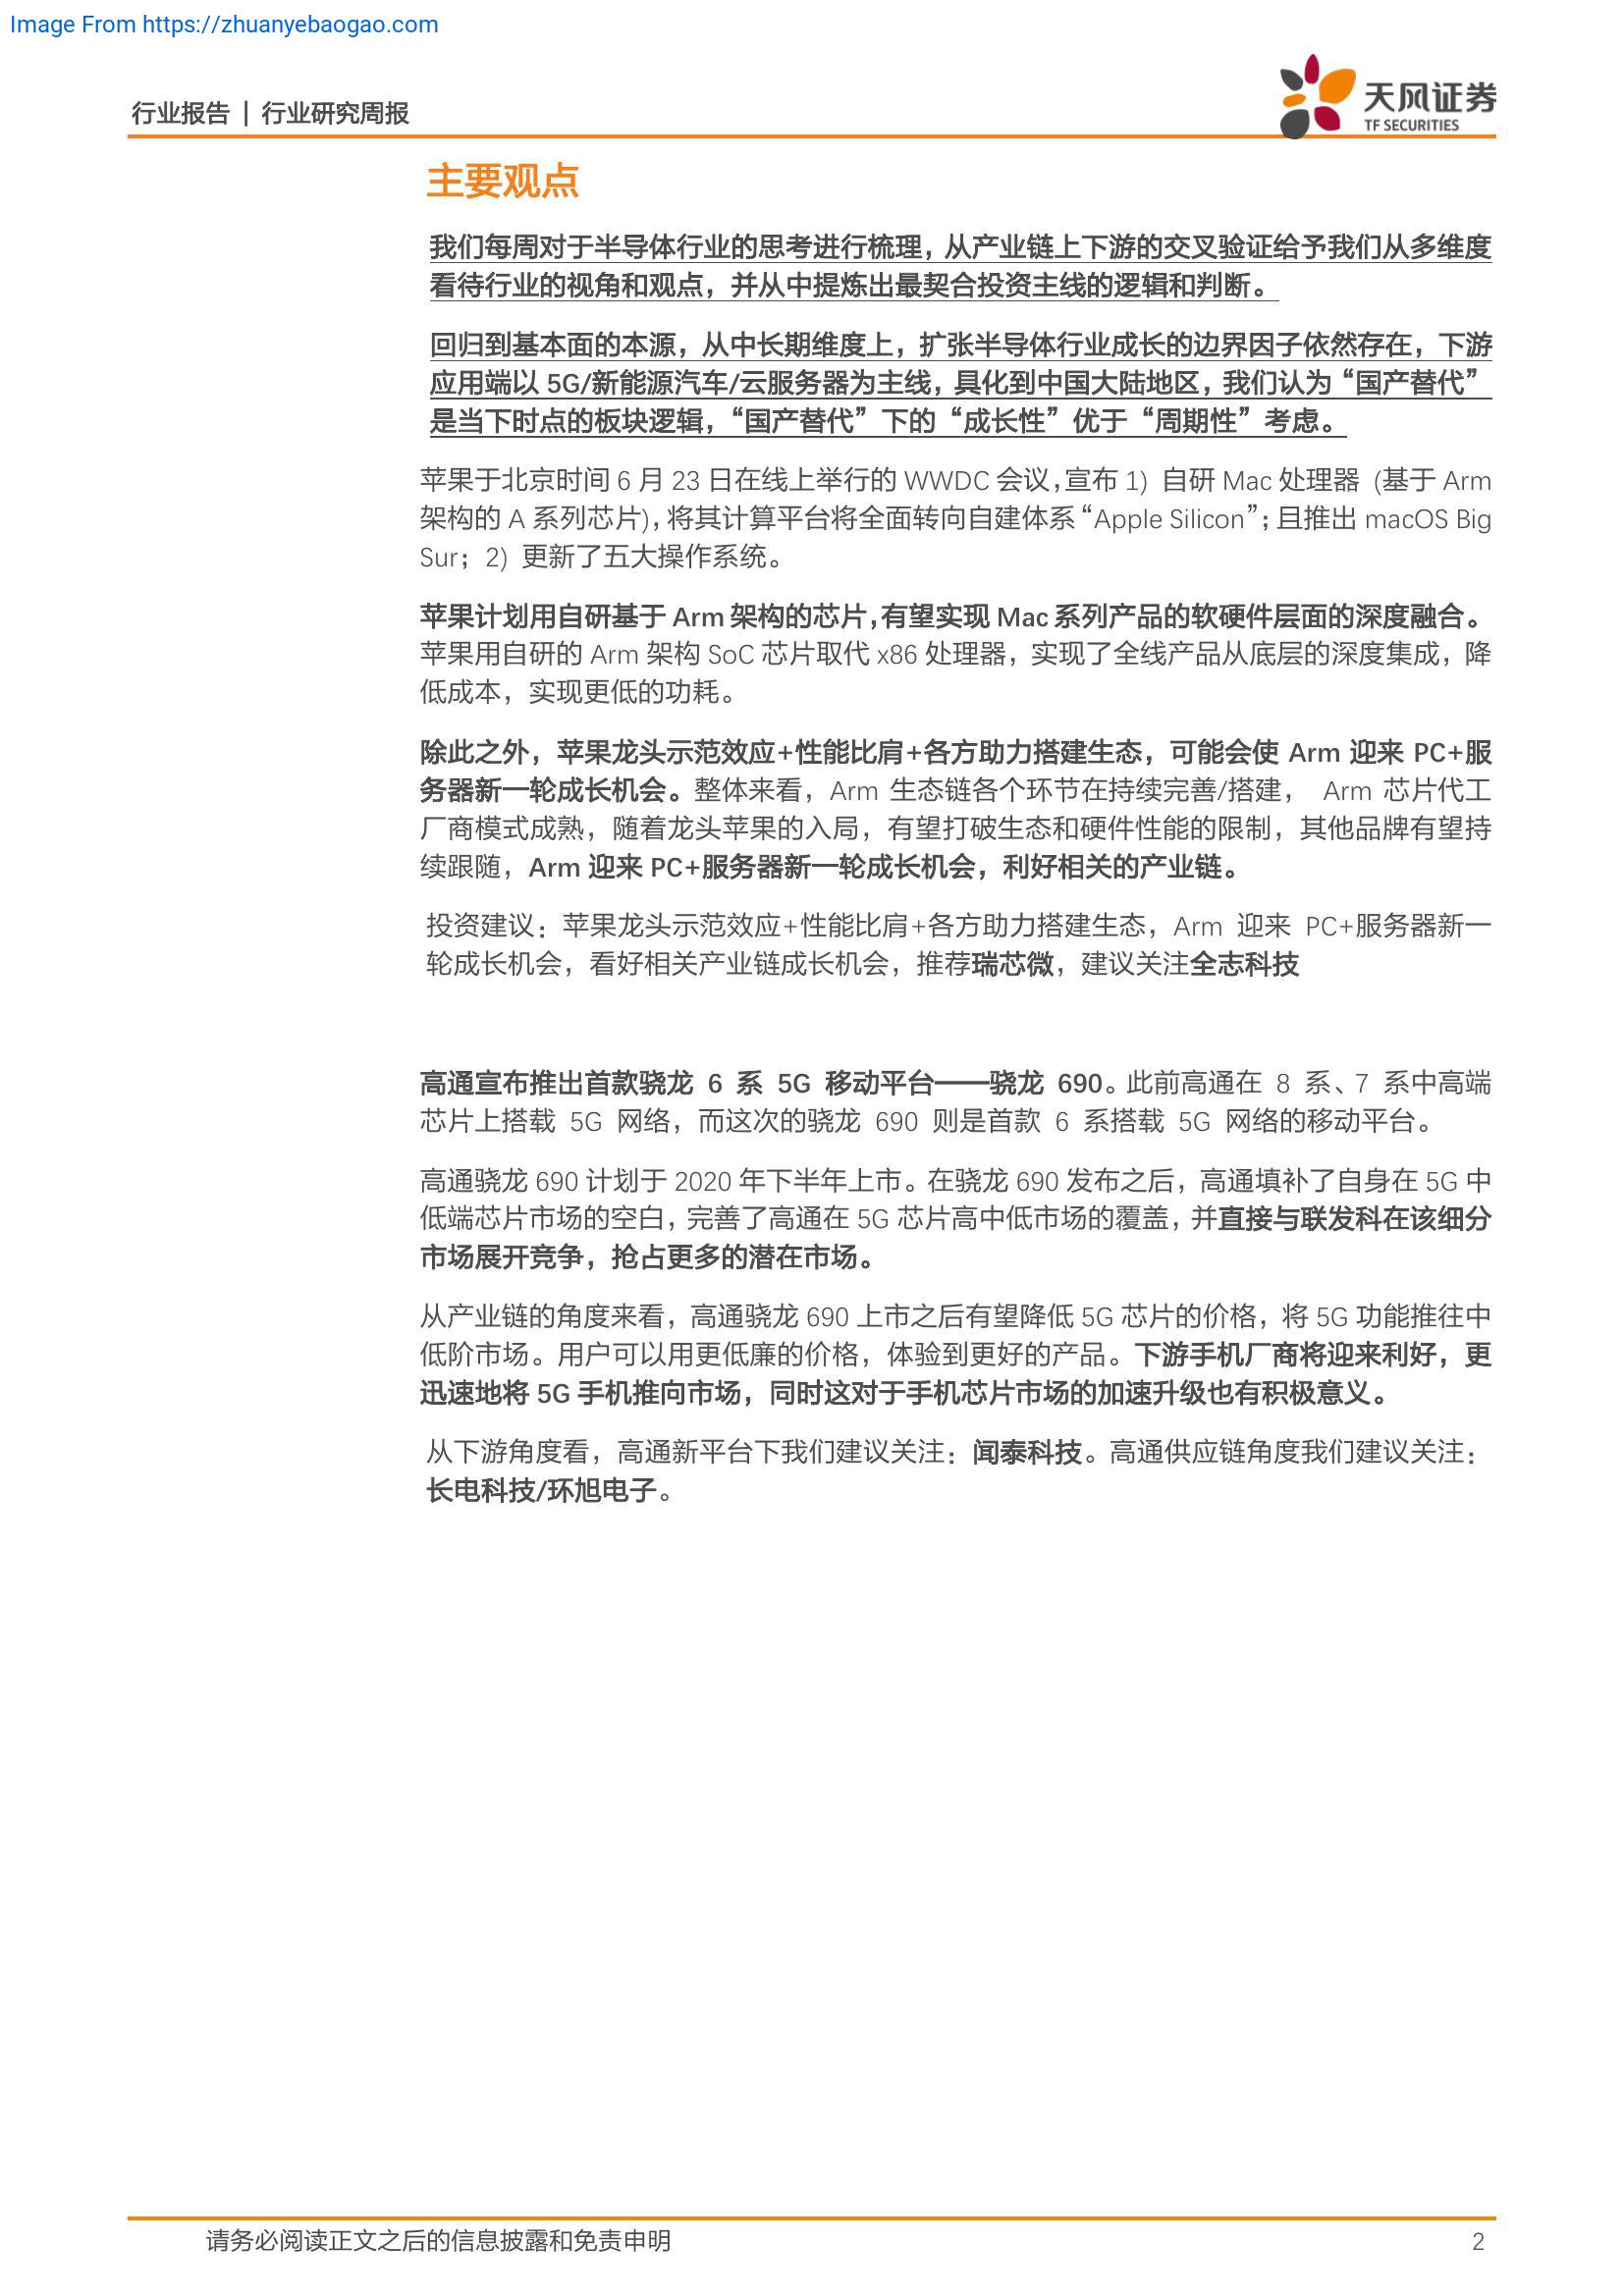 Image From https://zhuanyebaogao.com
行业报告 | 行业研究周报
天风证券
TF SECURITIES
主要观点
我们每周对于半导体行业的思考进行梳理，从产业链上下游的交叉验证给予我们从多维度
看待行业的视角和观点，并从中提炼出最契合投资主线的逻辑和判断。
回归到基本面的本源，从中长期维度上，扩张半导体行业成长的边界因子依然存在，下游
应用端以 5G/新能源汽车/云服务器为主线，具化到中国大陆地区，我们认为“国产替代”
是当下时点的板块逻辑，“国产替代”下的“成长性”优于“周期性”考虑。
苹果于北京时间 6 月 23 日在线上举行的 WWDC 会议，宣布 1）自研 Mac 处理器（基于 Arm
架构的 A 系列芯片），将其计算平台将全面转向自建体系“Apple Silicon”；且推出 macOS Big
Sur；2）更新了五大操作系统。
苹果计划用自研基于 Arm 架构的芯片，有望实现 Mac 系列产品的软硬件层面的深度融合。
苹果用自研的 Arm 架构 SoC 芯片取代 x86 处理器，实现了全线产品从底层的深度集成，降
低成本，实现更低的功耗。
除此之外，苹果龙头示范效应+性能比肩+各方助力搭建生态，可能会使 Arm 迎来 PC+服
务器新一轮成长机会。整体来看，Arm 生态链各个环节在持续完善/搭建， Arm 芯片代工
厂商模式成熟，随着龙头苹果的入局，有望打破生态和硬件性能的限制，其他品牌有望持
续跟随，Arm 迎来 PC+服务器新一轮成长机会，利好相关的产业链。
投资建议：苹果龙头示范效应+性能比肩+各方助力搭建生态，Arm 迎来 PC+服务器新一
轮成长机会，看好相关产业链成长机会，推荐瑞芯微，建议关注全志科技
高通宣布推出首款骁龙 6 系 5G 移动平台——骁龙 690。此前高通在 8 系、7 系中高端
芯片上搭载 5G 网络，而这次的骁龙 690 则是首款 6 系搭载 5G 网络的移动平台。
高通骁龙 690 计划于 2020 年下半年上市。在骁龙 690 发布之后，高通填补了自身在 5G 中
低端芯片市场的空白，完善了高通在 5G 芯片高中低市场的覆盖，并直接与联发科在该细分
市场展开竞争，抢占更多的潜在市场。
从产业链的角度来看，高通骁龙 690 上市之后有望降低 5G 芯片的价格，将 5G 功能推往中
低阶市场。用户可以用更低廉的价格，体验到更好的产品。下游手机厂商将迎来利好，更
迅速地将 5G 手机推向市场，同时这对于手机芯片市场的加速升级也有积极意义。
从下游角度看，高通新平台下我们建议关注：闻泰科技。高通供应链角度我们建议关注：
长电科技/环旭电子。
请务必阅读正文之后的信息披露和免责申明
2